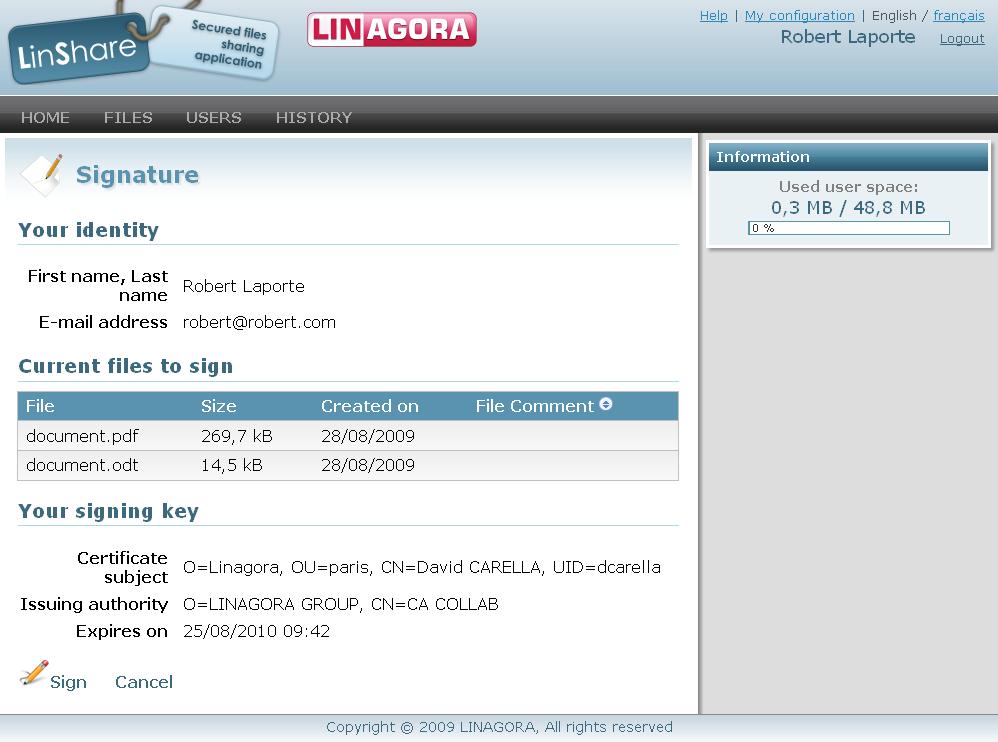 LinShare
Secured files
sharing
application
LINAGORA
Help | My configuration | English / français
Robert Laporte Logout
HOME FILES USERS HISTORY
Signature
Your identity
First name, Last
name
Robert Laporte
E-mail address robert@robert.com
Current files to sign
File Size Created on File Comment
document.pdf 269,7 kB 28/08/2009
document.odt 14,5 kB 28/08/2009
Your signing key
Certificate
subject
O=Linagora, OU=paris, CN=David CARELLA, UID=dcarella
Issuing authority O=LINAGORA GROUP, CN=CA COLLAB
Expires on 25/08/2010 09:42
Sign Cancel
Information
Used user space:
0,3 MB / 48,8 MB
0 %
Copyright © 2009 LINAGORA, All rights reserved